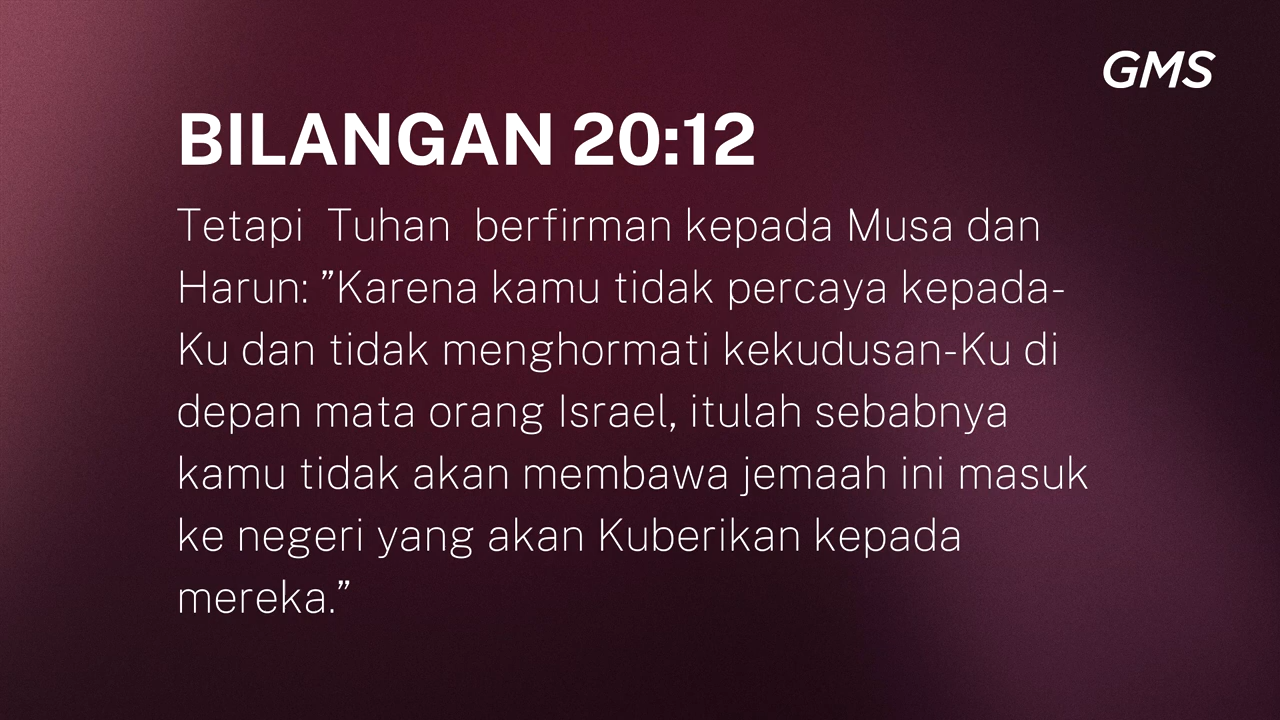 GMS
BILANGAN 20:12
Tetapi  Tuhan  berfirman kepada Musa dan
Harun: ”Karena kamu tidak percaya kepada-
Ku dan tidak menghormati kekudusan-Ku di
depan mata orang Israel, itulah sebabnya
kamu tidak akan membawa jemaah ini masuk
ke negeri yang akan Kuberikan kepada
mereka.”